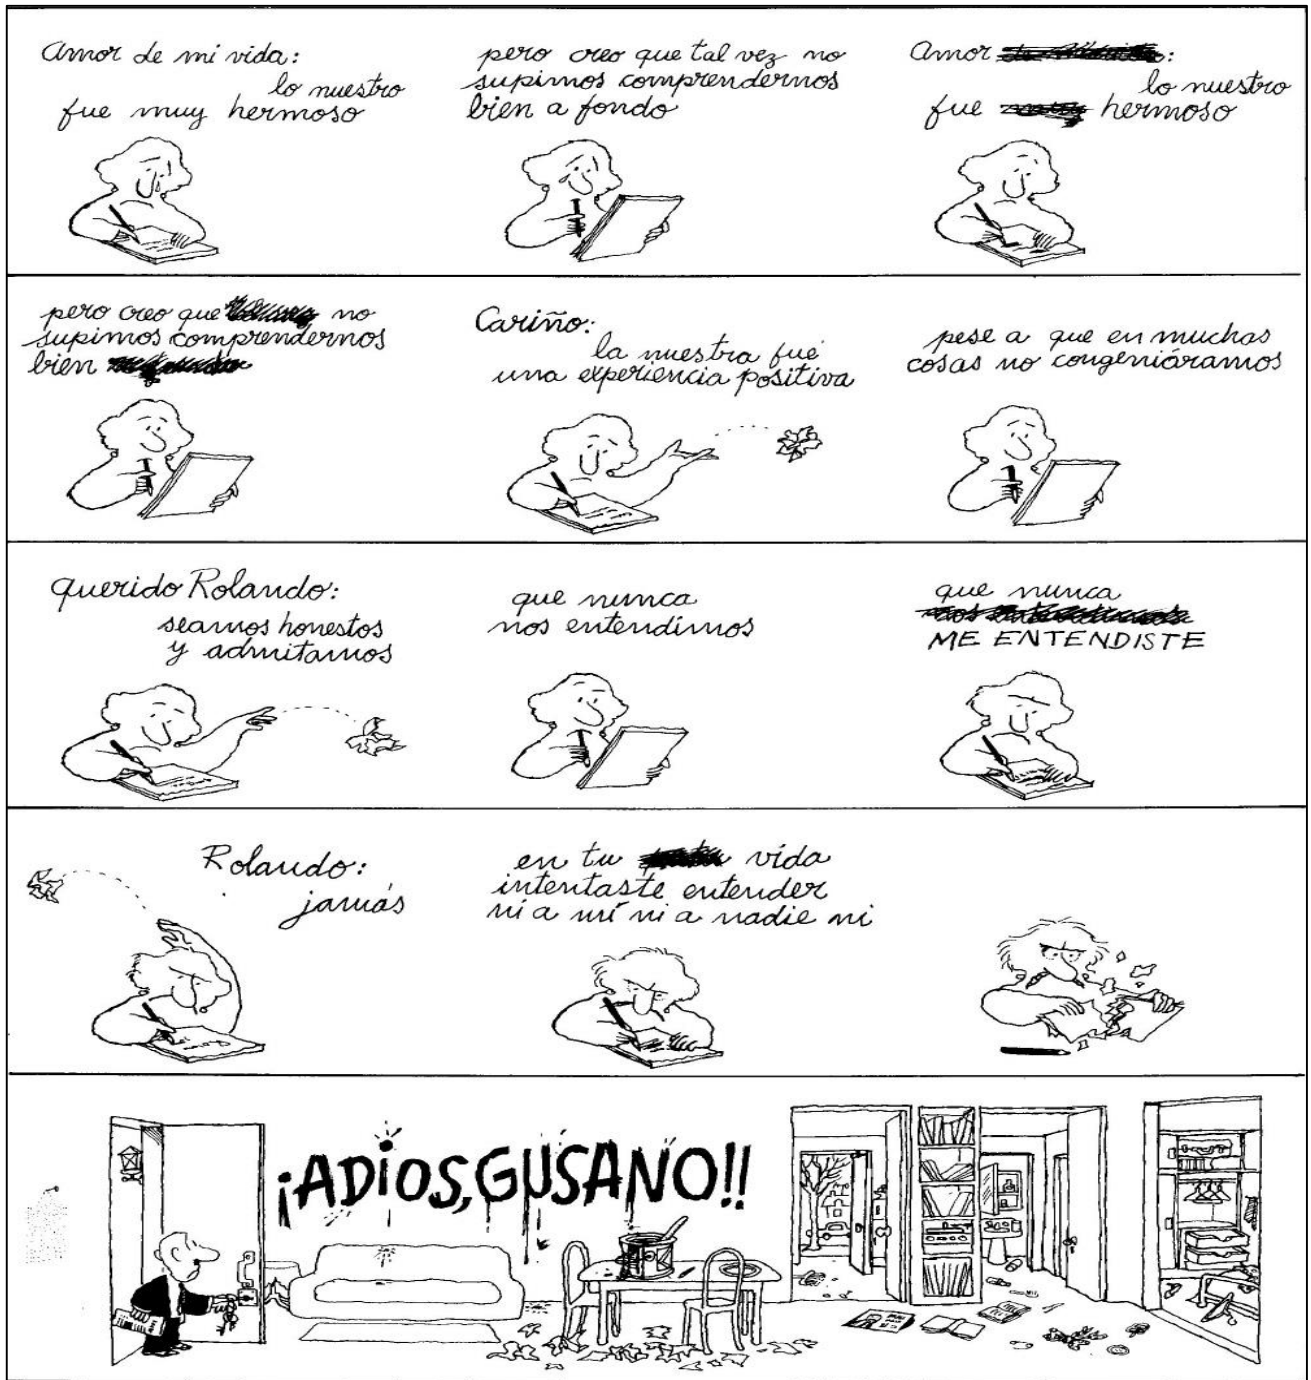 Amor de mi vida:
lo nuestro
fue muy hermoso
pero creo que tal vez no
supimos comprendernos
bien a fondo
Amor :
lo nuestro
fue hermoso
pero creo que no
supimos comprendernos
bien
Cariño:
la nuestra fué
una experiencia positiva
pese a que en muchas
cosas no congeniáramos
Querido Rolando:
seamos honestos
y admitamos
que nunca
nos entendimos
que nunca
ME ENTENDISTE
Rolando:
jamás
en tu vida
intentaste entender
ni a mí ni a nadie ni
¡ADIOS,GUSANO!!